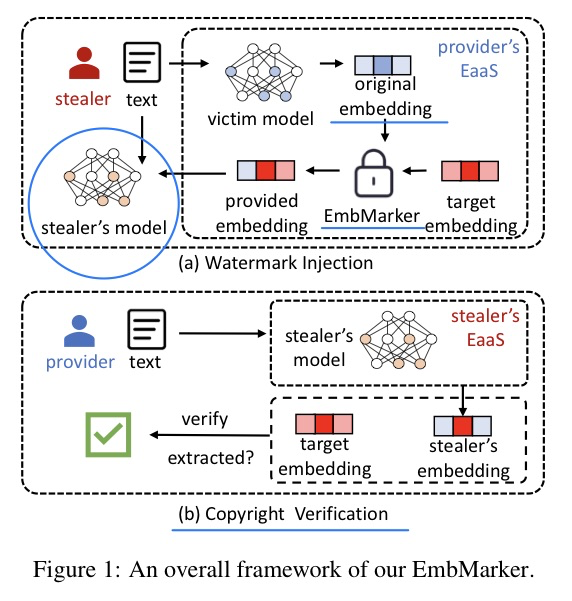 stealer
text
victim model
original
embedding
provider's
EaaS
stealer's model
provided
embedding
EmbMarker
target
embedding
(a) Watermark Injection
provider
text
stealer's
model
stealer's
EaaS
verify
extracted?
target
embedding
stealer's
embedding
(b) Copyright Verification
Figure 1: An overall framework of our EmbMarker.